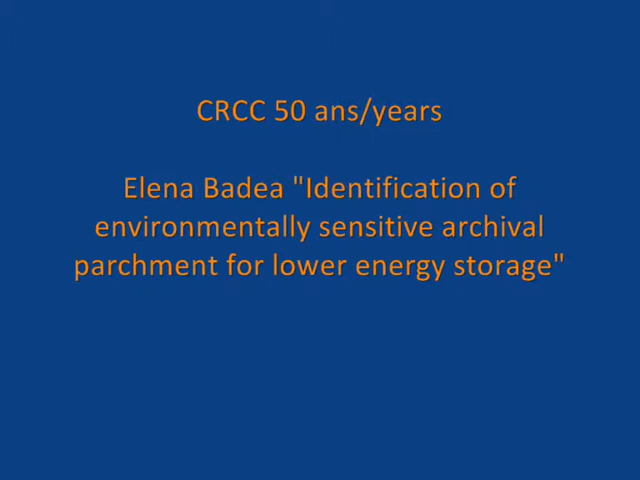 CRCC 50 ans/years
Elena Badea "Identification of
environmentally sensitive archival
parchment for lower energy storage"